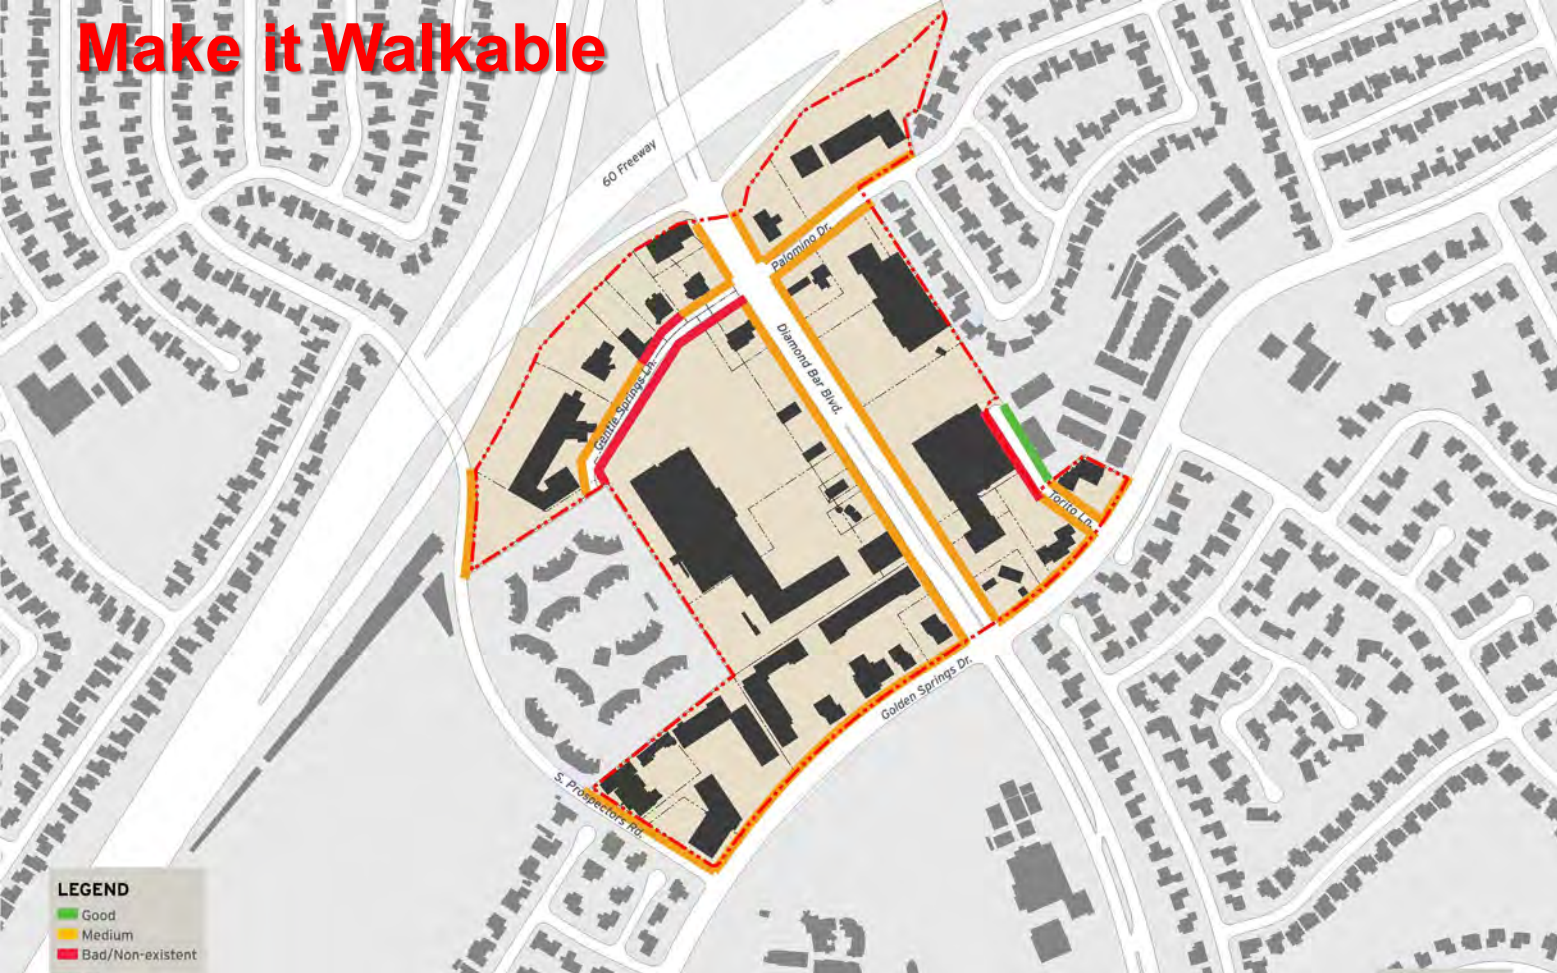 Make it Walkable
60 Freeway
Palomino Dr.
Diamond Bar Blvd.
Gentle Springs Ln.
Torito Ln.
Golden Springs Dr.
S. Prospectors Rd.
LEGEND
Good
Medium
Bad/Non-existent